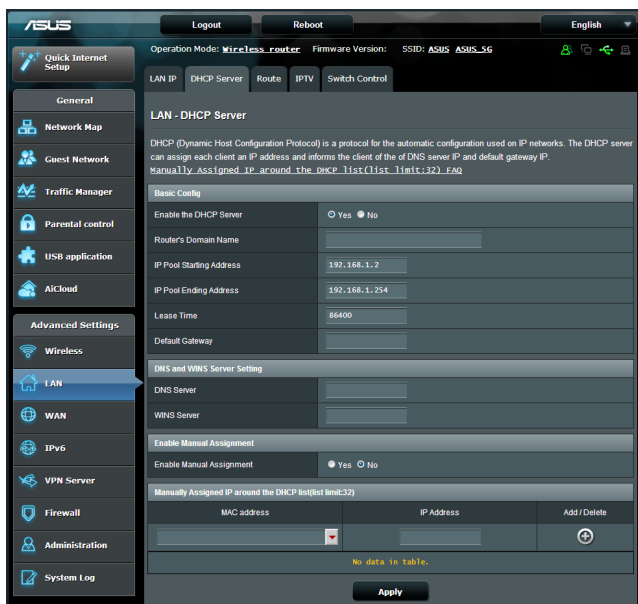 ASUS
Logout
Reboot
English
Quick Internet
Setup
Operation Mode: Wireless router Firmware Version: SSID: ASUS ASUS_5G
LAN IP
DHCP Server
Route
IPTV
Switch Control
General
Network Map
Guest Network
Traffic Manager
Parental control
USB application
AiCloud
Advanced Settings
Wireless
LAN
WAN
IPv6
VPN Server
Firewall
Administration
System Log
LAN - DHCP Server
DHCP (Dynamic Host Configuration Protocol) is a protocol for the automatic configuration used on IP networks. The DHCP server
can assign each client an IP address and informs the client of the of DNS server IP and default gateway IP.
Manually Assigned IP around the DHCP list(list limit:32) FAQ
Basic Config
Enable the DHCP Server Yes No
Router's Domain Name
IP Pool Starting Address 192.168.1.2
IP Pool Ending Address 192.168.1.254
Lease Time 86400
Default Gateway
DNS and WINS Server Setting
DNS Server
WINS Server
Enable Manual Assignment
Enable Manual Assignment Yes No
Manually Assigned IP around the DHCP list(list limit:32)
MAC address IP Address Add / Delete
No data in table.
Apply